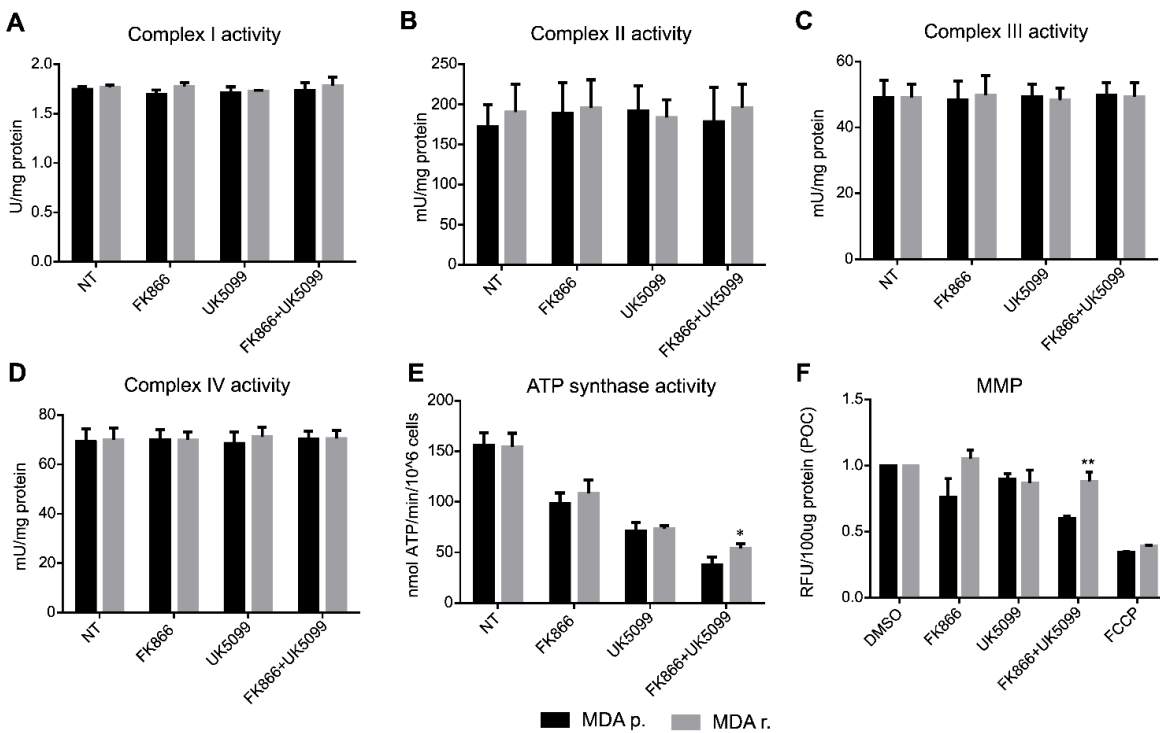 A
Complex I activity
U/mg protein
2.0
1.5
1.0
0.5
0.0
NT
FK866
UK5099
FK866+UK5099
B
Complex II activity
mU/mg protein
250
200
150
100
50
0
NT
FK866
UK5099
FK866+UK5099
C
Complex III activity
mU/mg protein
60
40
20
0
NT
FK866
UK5099
FK866+UK5099
D
Complex IV activity
mU/mg protein
80
60
40
20
0
NT
FK866
UK5099
FK866+UK5099
E
ATP synthase activity
nmol ATP/min/10^6 cells
200
150
100
50
0
*
NT
FK866
UK5099
FK866+UK5099
F
MMP
RFU/100ug protein (POC)
1.5
1.0
0.5
0.0
**
DMSO
FK866
UK5099
FK866+UK5099
FCCP
MDA p.
MDA r.